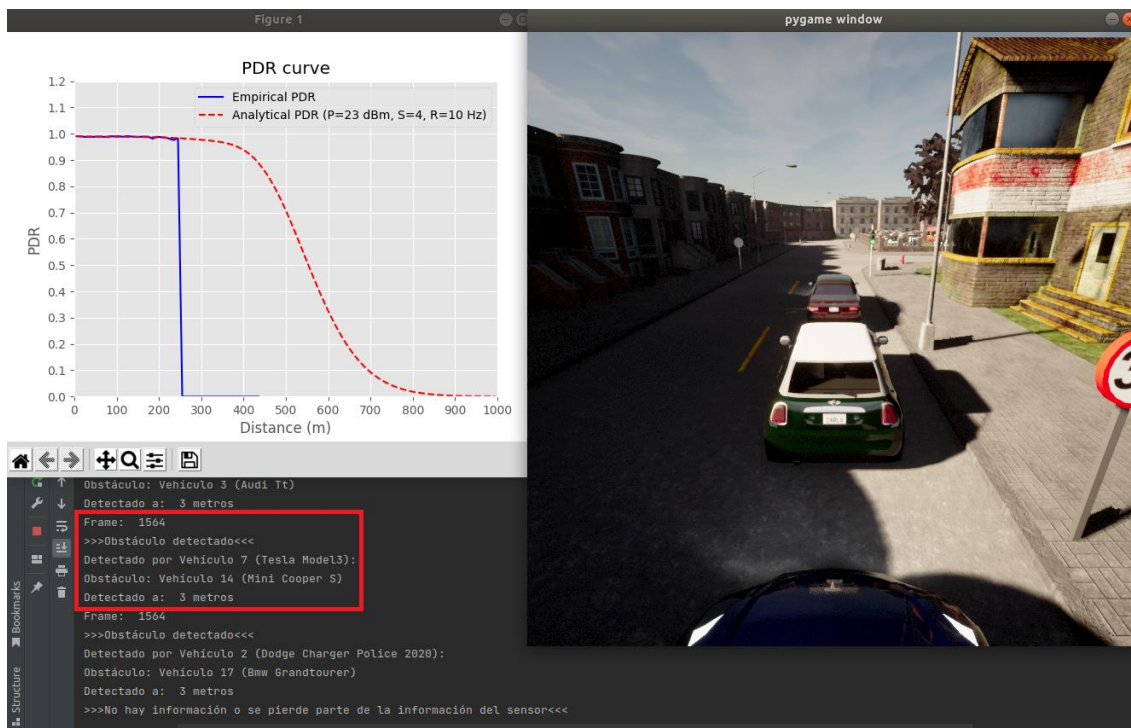 Figure 1
pygame window
PDR curve
Empirical PDR
Analytical PDR (P=23 dBm, S=4, R=10 Hz)
PDR
1.2
1.1
1.0
0.9
0.8
0.7
0.6
0.5
0.4
0.3
0.2
0.1
0.0
0 100 200 300 400 500 600 700 800 900 1000
Distance (m)
3
Obstáculo: Vehículo 3 (Audi Tt)
Detectado a:  3 metros
Frame:  1564
>>>Obstáculo detectado<<<
Detectado por Vehículo 7 (Tesla Model3):
Obstáculo: Vehículo 14 (Mini Cooper S)
Detectado a:  3 metros
Frame:  1564
>>>Obstáculo detectado<<<
Detectado por Vehículo 2 (Dodge Charger Police 2020):
Obstáculo: Vehículo 17 (Bmw Grandtourer)
Detectado a:  3 metros
>>>No hay información o se pierde parte de la información del sensor<<<
Bookmarks
Structure